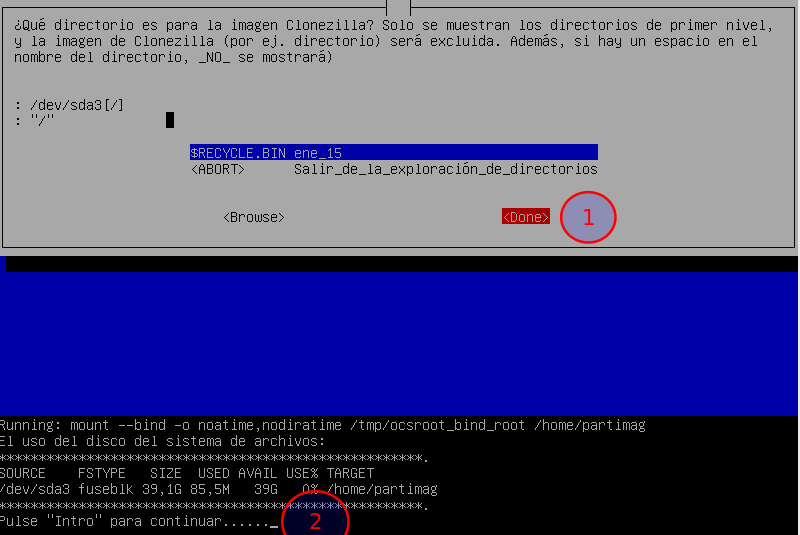 ¿Qué directorio es para la imagen Clonezilla? Solo se muestran los directorios de primer nivel,
y la imagen de Clonezilla (por ej. directorio) será excluida. Además, si hay un espacio en el
nombre del directorio, _NO_ se mostrará)
: /dev/sda3[/]
: "/"
$RECYCLE.BIN ene_15
<ABORT> Salir_de_la_exploración_de_directorios
<Browse> <Done> 1
Running: mount --bind -o noatime,nodiratime /tmp/ocsroot_bind_root /home/partimag
El uso del disco del sistema de archivos:
*****************************************************.
SOURCE FSTYPE SIZE USED AVAIL USE% TARGET
/dev/sda3 fuseblk 39,1G 85,5M 39G 0% /home/partimag
*****************************************************.
Pulse "Intro" para continuar......_ 2